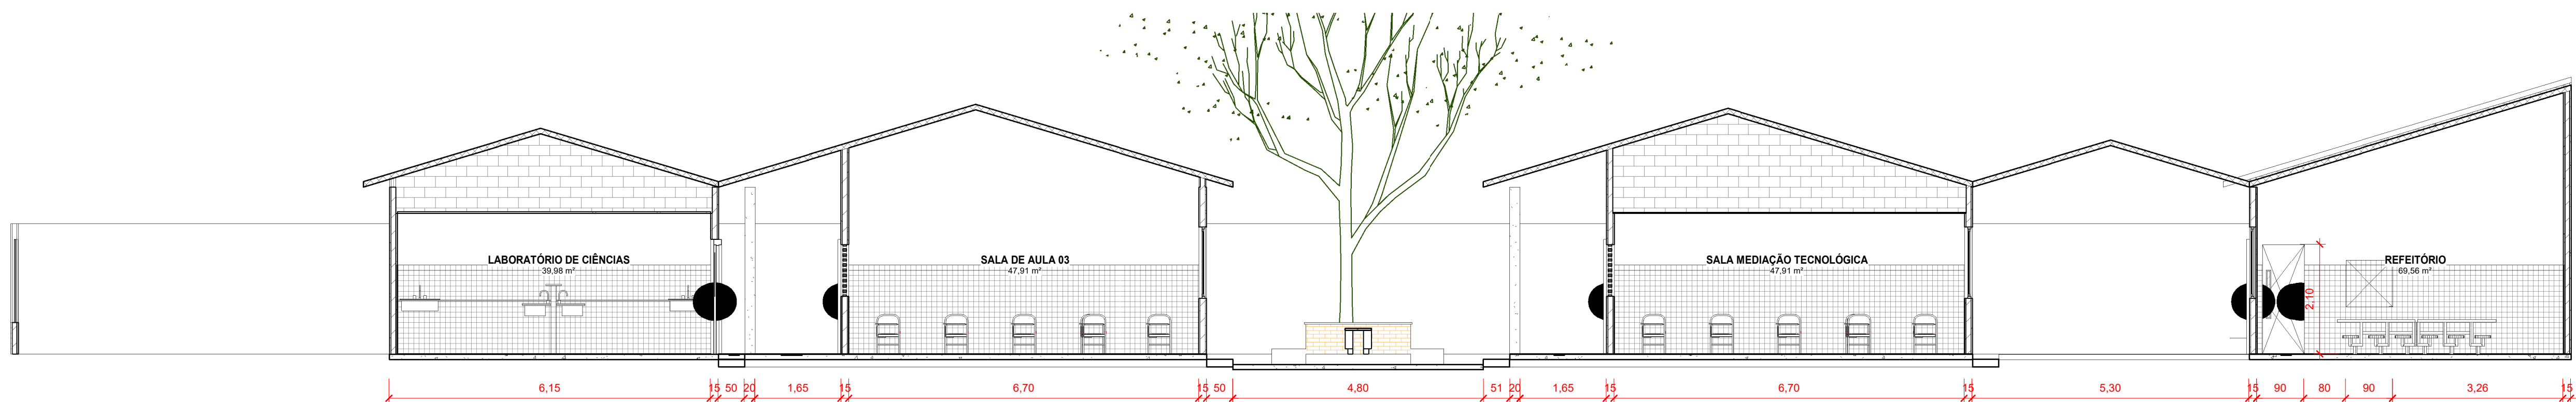 LABORATÓRIO DE CIÊNCIAS
39,98 m²
SALA DE AULA 03
47,91 m²
SALA MEDIAÇÃO TECNOLÓGICA
47,91 m²
REFEITÓRIO
69,56 m²
2,10
6,15 15 50 20 1,65 15 6,70 15 50 4,80 51 20 1,65 15 6,70 15 5,30 15 90 80 90 3,26 15